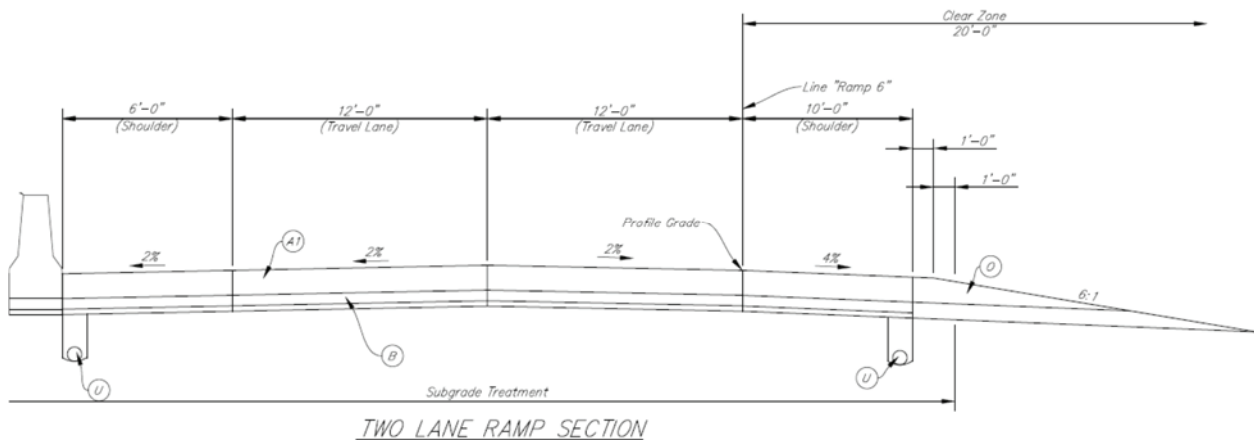 Clear Zone
20'-0"
Line "Ramp 6"
6'-0"
(Shoulder)
12'-0"
(Travel Lane)
12'-0"
(Travel Lane)
10'-0"
(Shoulder)
1'-0"
1'-0"
Profile Grade
2%
A1
2%
2%
4%
O
6:1
B
U
U
Subgrade Treatment
TWO LANE RAMP SECTION